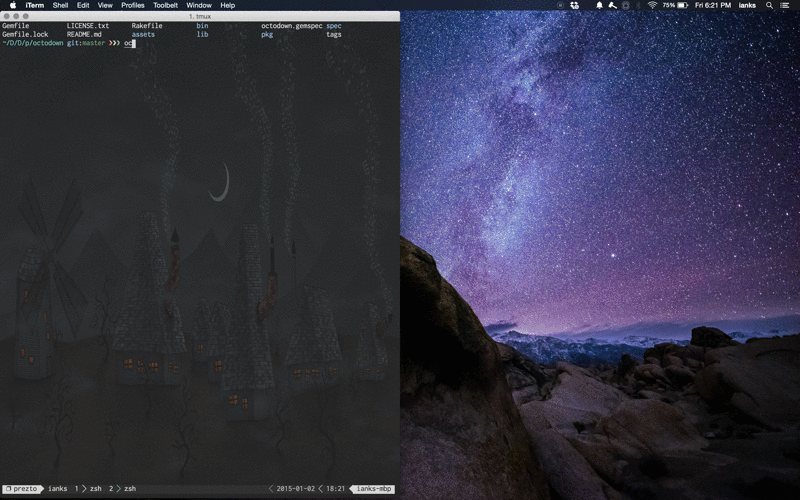 iTerm Shell Edit View Profiles Toolbelt Window Help 75% Fri 6:21 PM ianks
1. tmux
Gemfile LICENSE.txt Rakefile bin octodown.gemspec spec
Gemfile.lock README.md assets lib pkg tags
~/D/D/p/octodown git:master ❯❯❯ oc
prezto ianks 1 zsh 2 zsh 2015-01-02 18:21 ianks-mbp